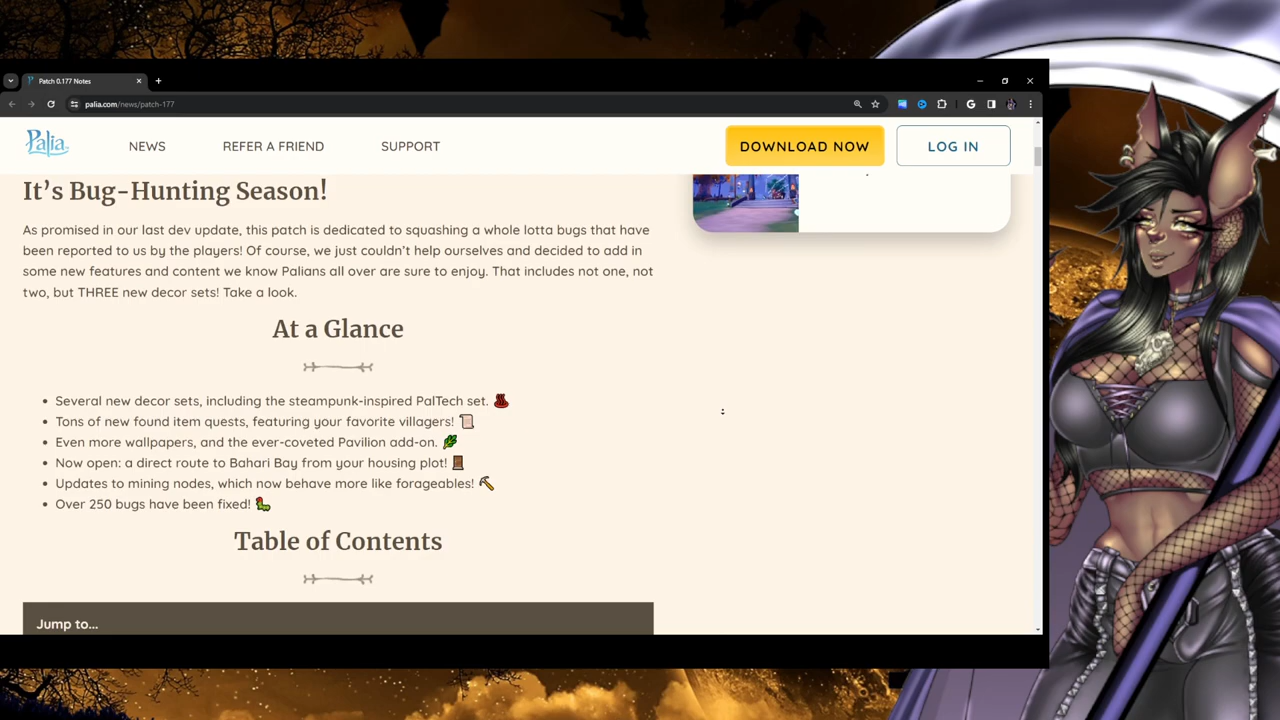 Patch 0.177 Notes
palia.com/news/patch-177
Palia
NEWS
REFER A FRIEND
SUPPORT
DOWNLOAD NOW
LOG IN
It's Bug-Hunting Season!
As promised in our last dev update, this patch is dedicated to squashing a whole lotta bugs that have
been reported to us by the players! Of course, we just couldn't help ourselves and decided to add in
some new features and content we know Palians all over are sure to enjoy. That includes not one, not
two, but THREE new decor sets! Take a look.
At a Glance
• Several new decor sets, including the steampunk-inspired PalTech set. ♨️
• Tons of new found item quests, featuring your favorite villagers! 📜
• Even more wallpapers, and the ever-coveted Pavilion add-on. 🌿
• Now open: a direct route to Bahari Bay from your housing plot! 🚪
• Updates to mining nodes, which now behave more like forageables! ⛏️
• Over 250 bugs have been fixed! 🐛
Table of Contents
Jump to...